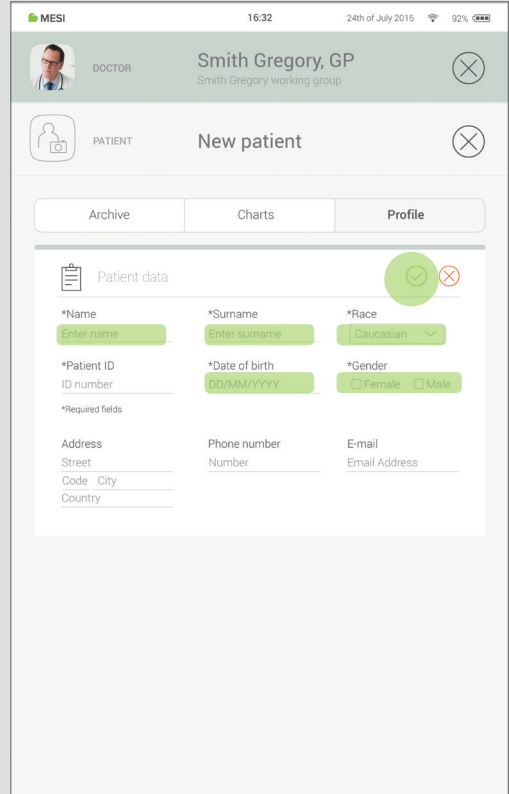 MESI 16:32 24th of July 2016 92%
DOCTOR Smith Gregory, GP
Smith Gregory working group
PATIENT New patient
Archive Charts Profile
Patient data
*Name *Surname *Race
Enter name Enter surname Caucasian
*Patient ID *Date of birth *Gender
ID number DD/MM/YYYY Female Male
*Required fields
Address Phone number E-mail
Street Number Email Address
Code City
Country